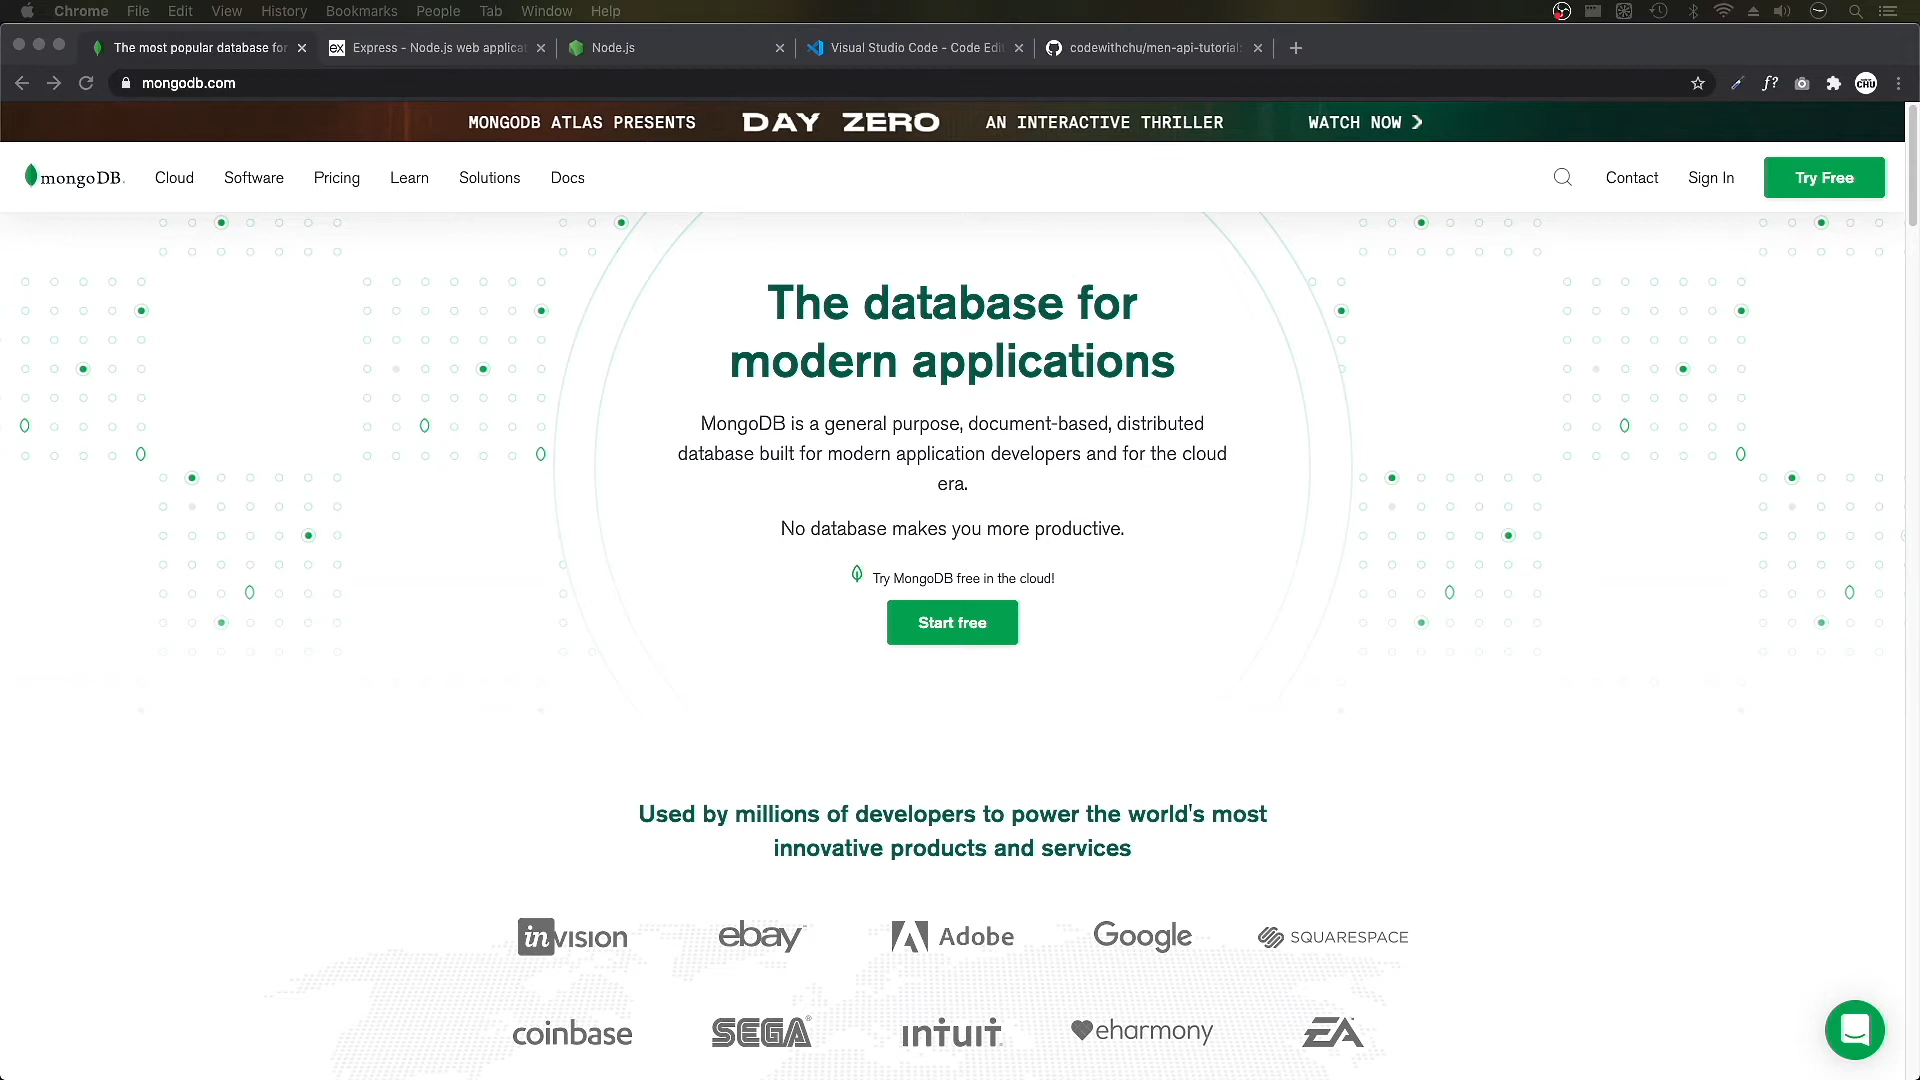 Chrome File Edit View History Bookmarks People Tab Window Help
The most popular database for
ex Express - Node.js web applica
Node.js
Visual Studio Code - Code Edi
codewithchu/men-api-tutorial
mongodb.com
f?
CHU
MONGODB ATLAS PRESENTS DAY ZERO AN INTERACTIVE THRILLER WATCH NOW
mongoDB. Cloud Software Pricing Learn Solutions Docs Contact Sign In Try Free
The database for
modern applications
MongoDB is a general purpose, document-based, distributed
database built for modern application developers and for the cloud
era.
No database makes you more productive.
Try MongoDB free in the cloud!
Start free
Used by millions of developers to power the world's most
innovative products and services
invision ebay Adobe Google SQUARESPACE
coinbase SEGA® intuit eharmony EA